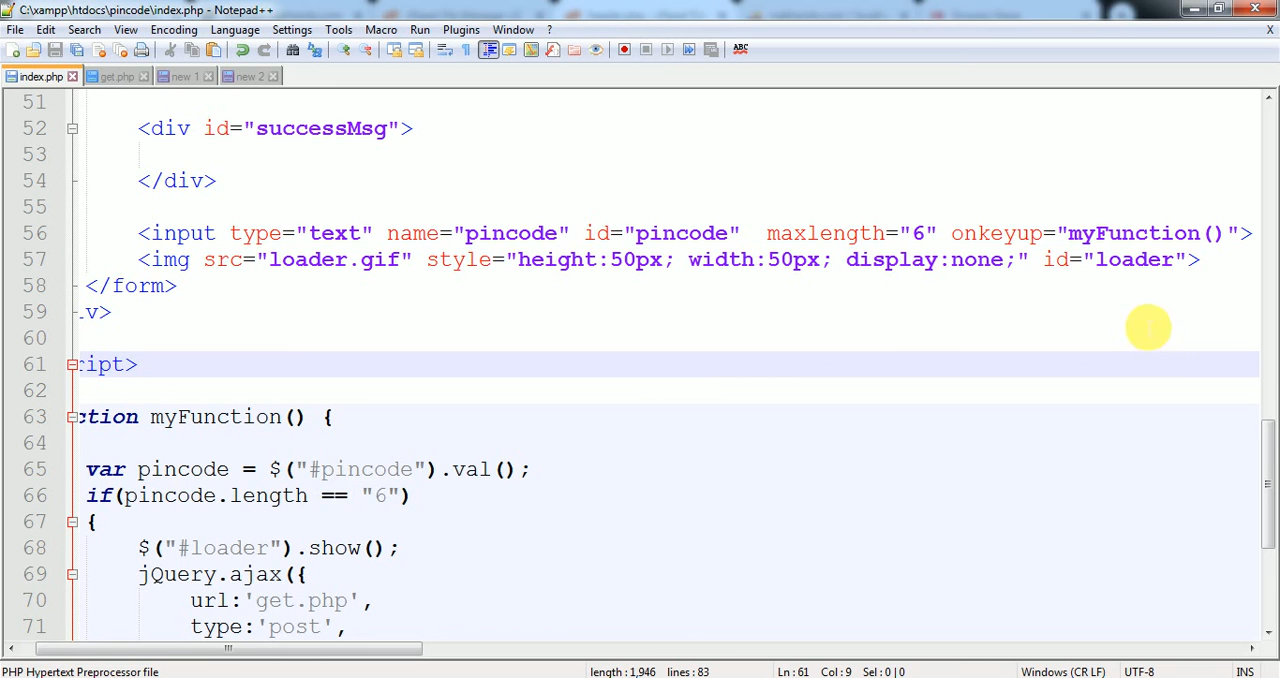 C:\xampp\htdocs\pincode\index.php - Notepad++
File Edit Search View Encoding Language Settings Tools Macro Run Plugins Window ? X
ABC
index.php get.php new 1 new 2
51
52 <div id="successMsg">
53
54 </div>
55
56 <input type="text" name="pincode" id="pincode" maxlength="6" onkeyup="myFunction()">
57 <img src="loader.gif" style="height:50px; width:50px; display:none;" id="loader">
58 </form>
59 iv>
60
61 ript>
62
63 ction myFunction() {
64
65 var pincode = $("#pincode").val();
66 if(pincode.length == "6")
67 {
68 $("#loader").show();
69 jQuery.ajax({
70 url:'get.php',
71 type:'post',
PHP Hypertext Preprocessor file length : 1,946 lines : 83 Ln : 61 Col : 9 Sel : 0 | 0 Windows (CR LF) UTF-8 INS